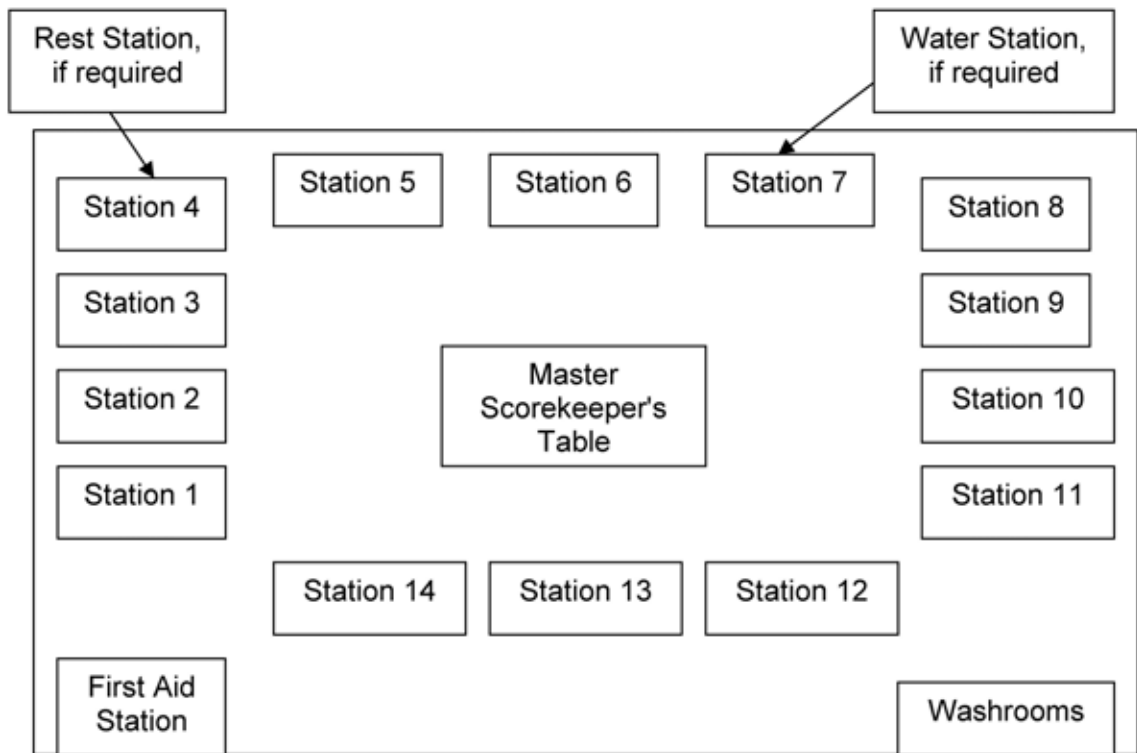 Rest Station,
if required
Water Station,
if required
Station 5
Station 6
Station 7
Station 4
Station 8
Station 3
Station 9
Master
Scorekeeper's
Table
Station 2
Station 10
Station 1
Station 11
Station 14
Station 13
Station 12
First Aid
Station
Washrooms